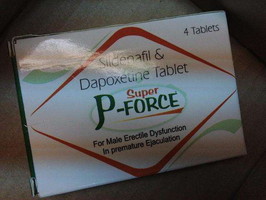 4 Tablets
Sildenafil &
Dapoxetine Tablet
Super
P-FORCE
For Male Erectile Dysfunction
In premature Ejaculation